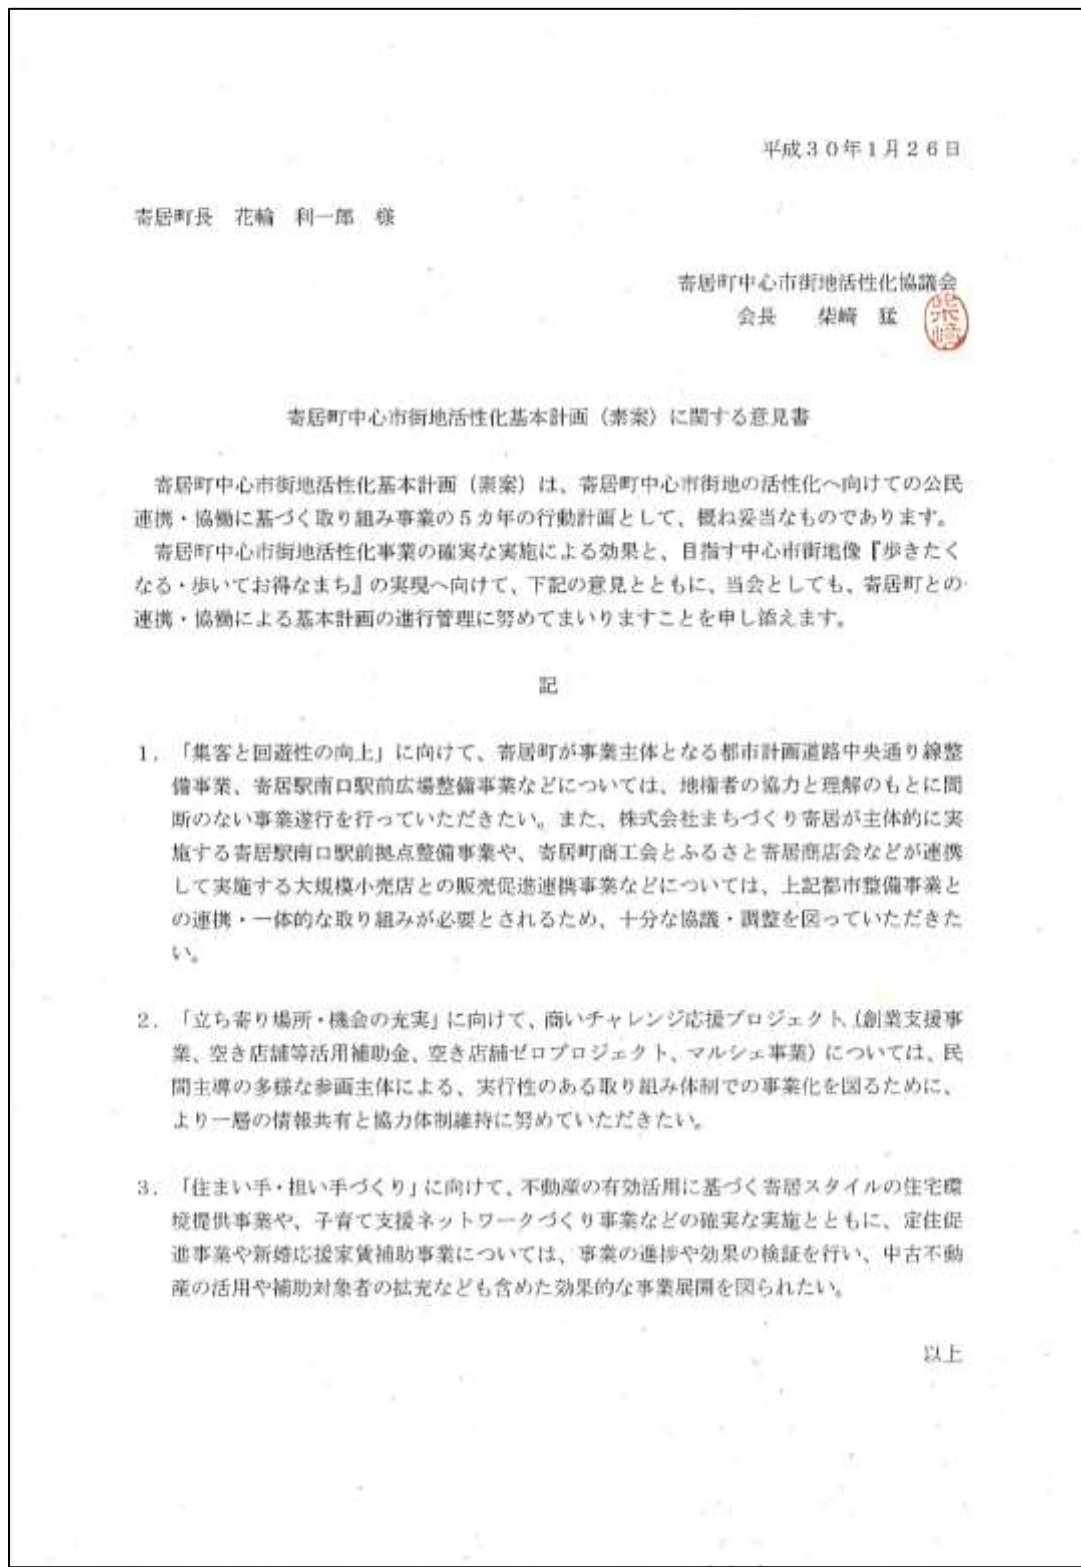 平成30年1月26日
寄居町長　花輪　利一郎　様
寄居町中心市街地活性化協議会
会長　柴﨑　猛
柴﨑
寄居町中心市街地活性化基本計画（素案）に関する意見書
寄居町中心市街地活性化基本計画（素案）は、寄居町中心市街地の活性化へ向けての公民
連携・協働に基づく取り組み事業の5カ年の行動計画として、概ね妥当なものであります。
寄居町中心市街地活性化事業の確実な実施による効果と、目指す中心市街地像『歩きたく
なる・歩いてお得なまち』の実現へ向けて、下記の意見とともに、当会としても、寄居町との
連携・協働による基本計画の進行管理に努めてまいりますことを申し添えます。
記
1．「集客と回遊性の向上」に向けて、寄居町が事業主体となる都市計画道路中央通り線整
備事業、寄居駅南口駅前広場整備事業などについては、地権者の協力と理解のもとに間
断のない事業遂行を行っていただきたい。また、株式会社まちづくり寄居が主体的に実
施する寄居駅南口駅前拠点整備事業や、寄居町商工会とふるさと寄居商店会などが連携
して実施する大規模小売店との販売促進連携事業などについては、上記都市整備事業と
の連携・一体的な取り組みが必要とされるため、十分な協議・調整を図っていただきた
い。
2．「立ち寄り場所・機会の充実」に向けて、商いチャレンジ応援プロジェクト（創業支援事
業、空き店舗等活用補助金、空き店舗ゼロプロジェクト、マルシェ事業）については、民
間主導の多様な参画主体による、実行性のある取り組み体制での事業化を図るために、
より一層の情報共有と協力体制維持に努めていただきたい。
3．「住まい手・担い手づくり」に向けて、不動産の有効活用に基づく寄居スタイルの住宅環
境提供事業や、子育て支援ネットワークづくり事業などの確実な実施とともに、定住促
進事業や新婚応援家賃補助事業については、事業の進捗や効果の検証を行い、中古不動
産の活用や補助対象者の拡充なども含めた効果的な事業展開を図られたい。
以上